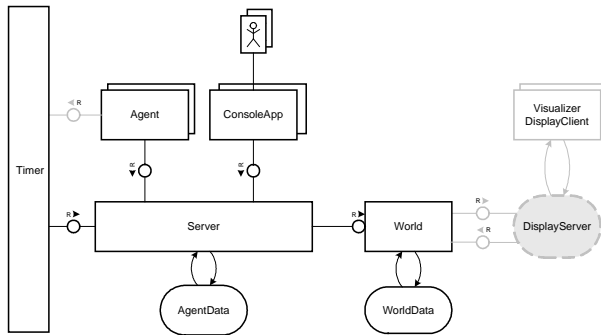 R
Agent
ConsoleApp
Visualizer
DisplayClient
R
R
Timer
R
Server
R
World
R
R
DisplayServer
AgentData
WorldData